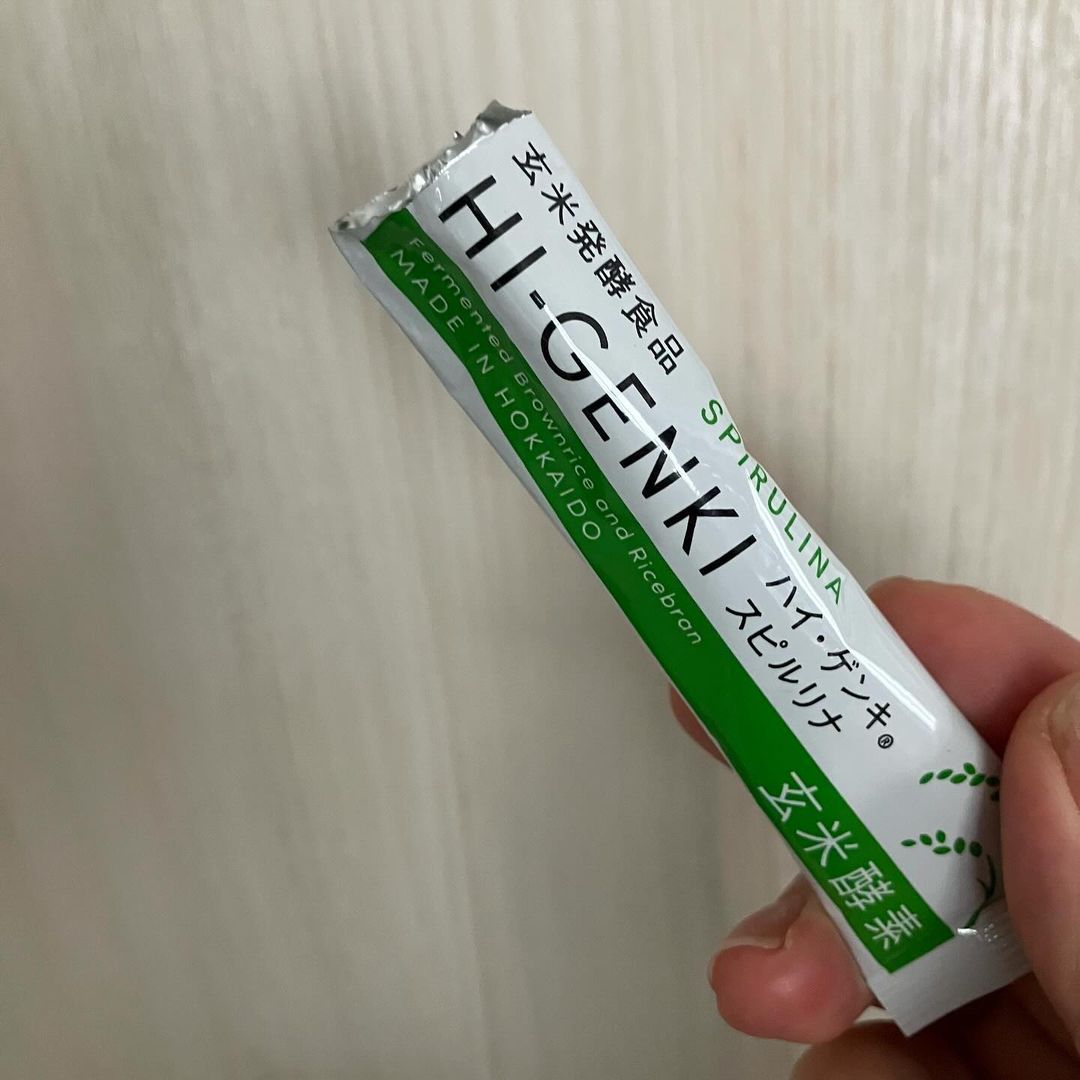 玄米発酵食品
HI-GENKI
SPIRULINA
ハイ・ゲンキ®
スピルリナ
Fermented Brownrice and Ricebran
MADE IN HOKKAIDO
玄米酵素